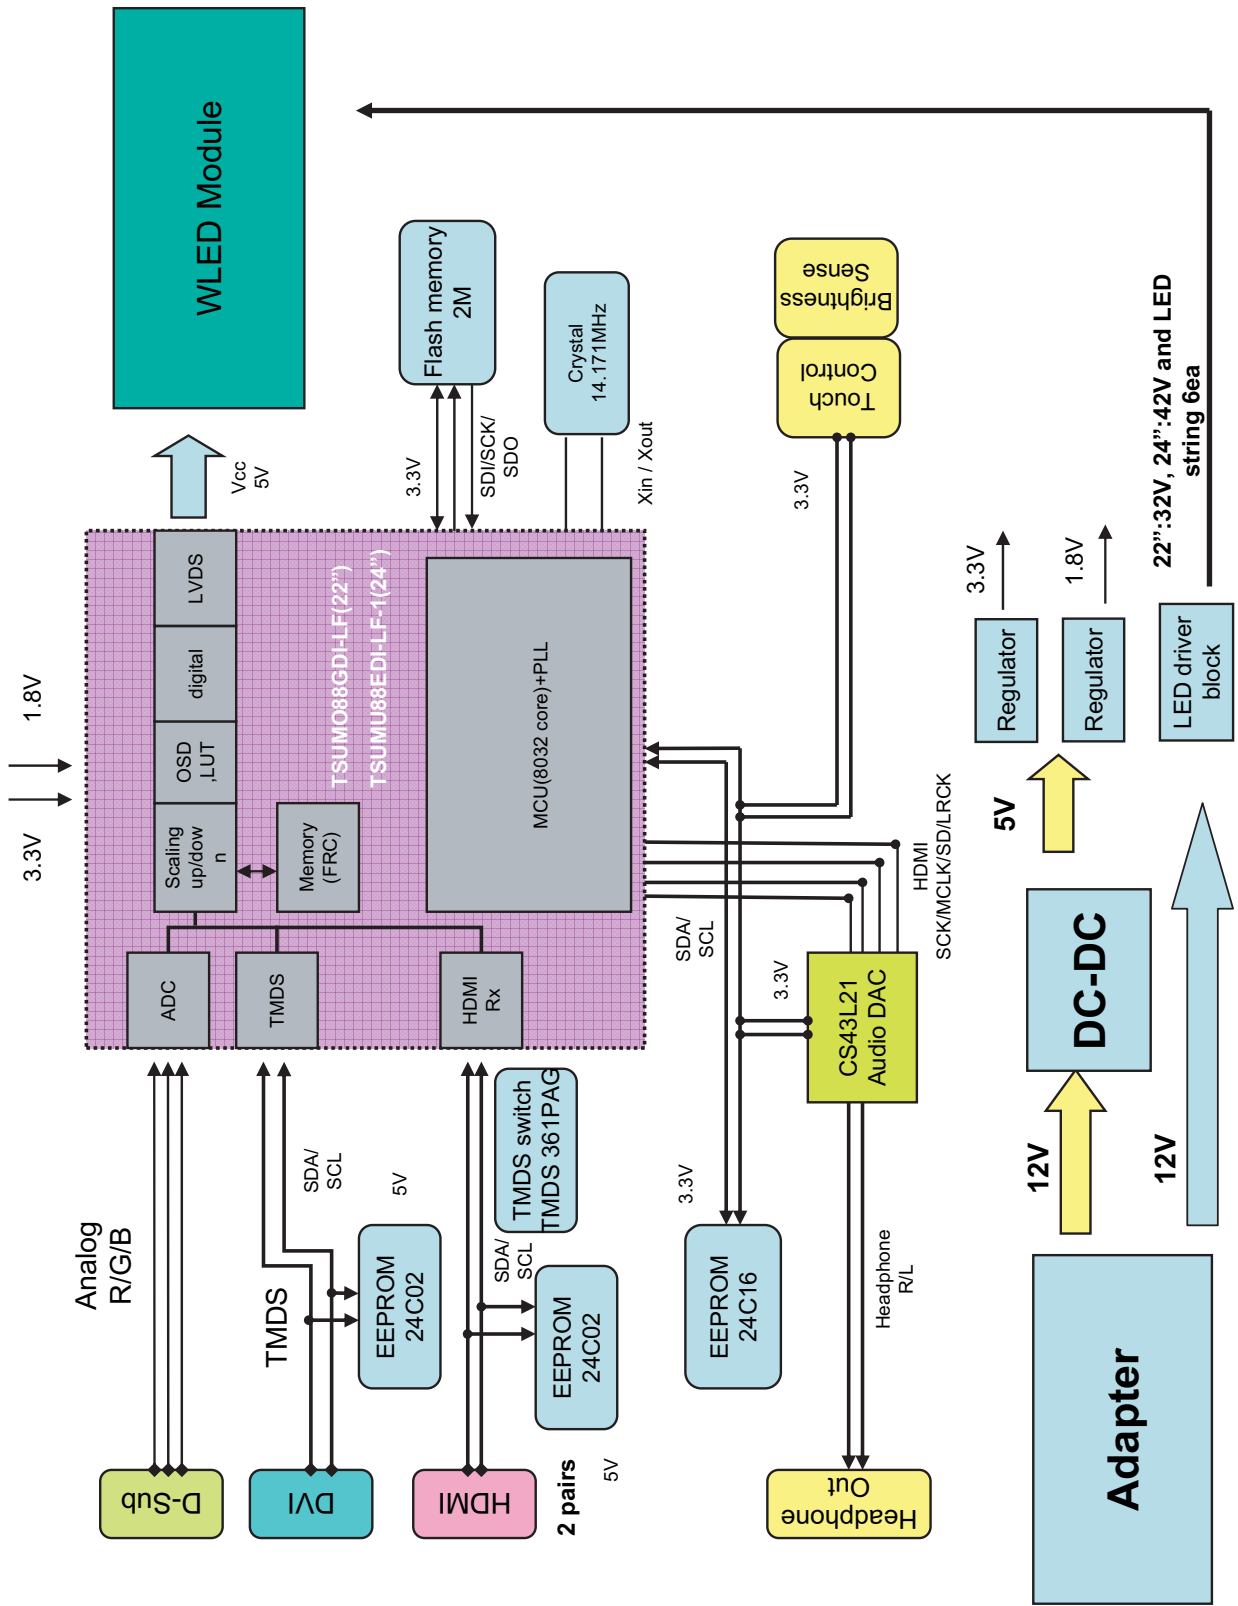 D-Sub
DVI
HDMI
2 pairs
5V
Analog
R/G/B
TMDS
SDA/
SCL
5V
EEPROM
24C02
SDA/
SCL
EEPROM
24C02
TMDS switch
TMDS 361PAG
ADC
TMDS
HDMI
Rx
3.3V
1.8V
Scaling
up/dow
n
OSD
,LUT
digital
LVDS
Memory
(FRC)
TSUMO88GDI-LF(22”)
TSUMU88EDI-LF-1(24”)
MCU(8032 core)+PLL
Vcc
5V
WLED Module
3.3V
SDI/SCK/
SDO
Flash memory
2M
Crystal
14.171MHz
Xin / Xout
3.3V
EEPROM
24C16
SDA/
SCL
3.3V
Touch
Control
Brightness
Sense
3.3V
CS43L21
Audio DAC
HDMI
SCK/MCLK/SD/LRCK
Headphone
R/L
Headphone
Out
Adapter
12V
12V
DC-DC
5V
Regulator
3.3V
Regulator
1.8V
LED driver
block
22”:32V, 24”:42V and LED
string 6ea